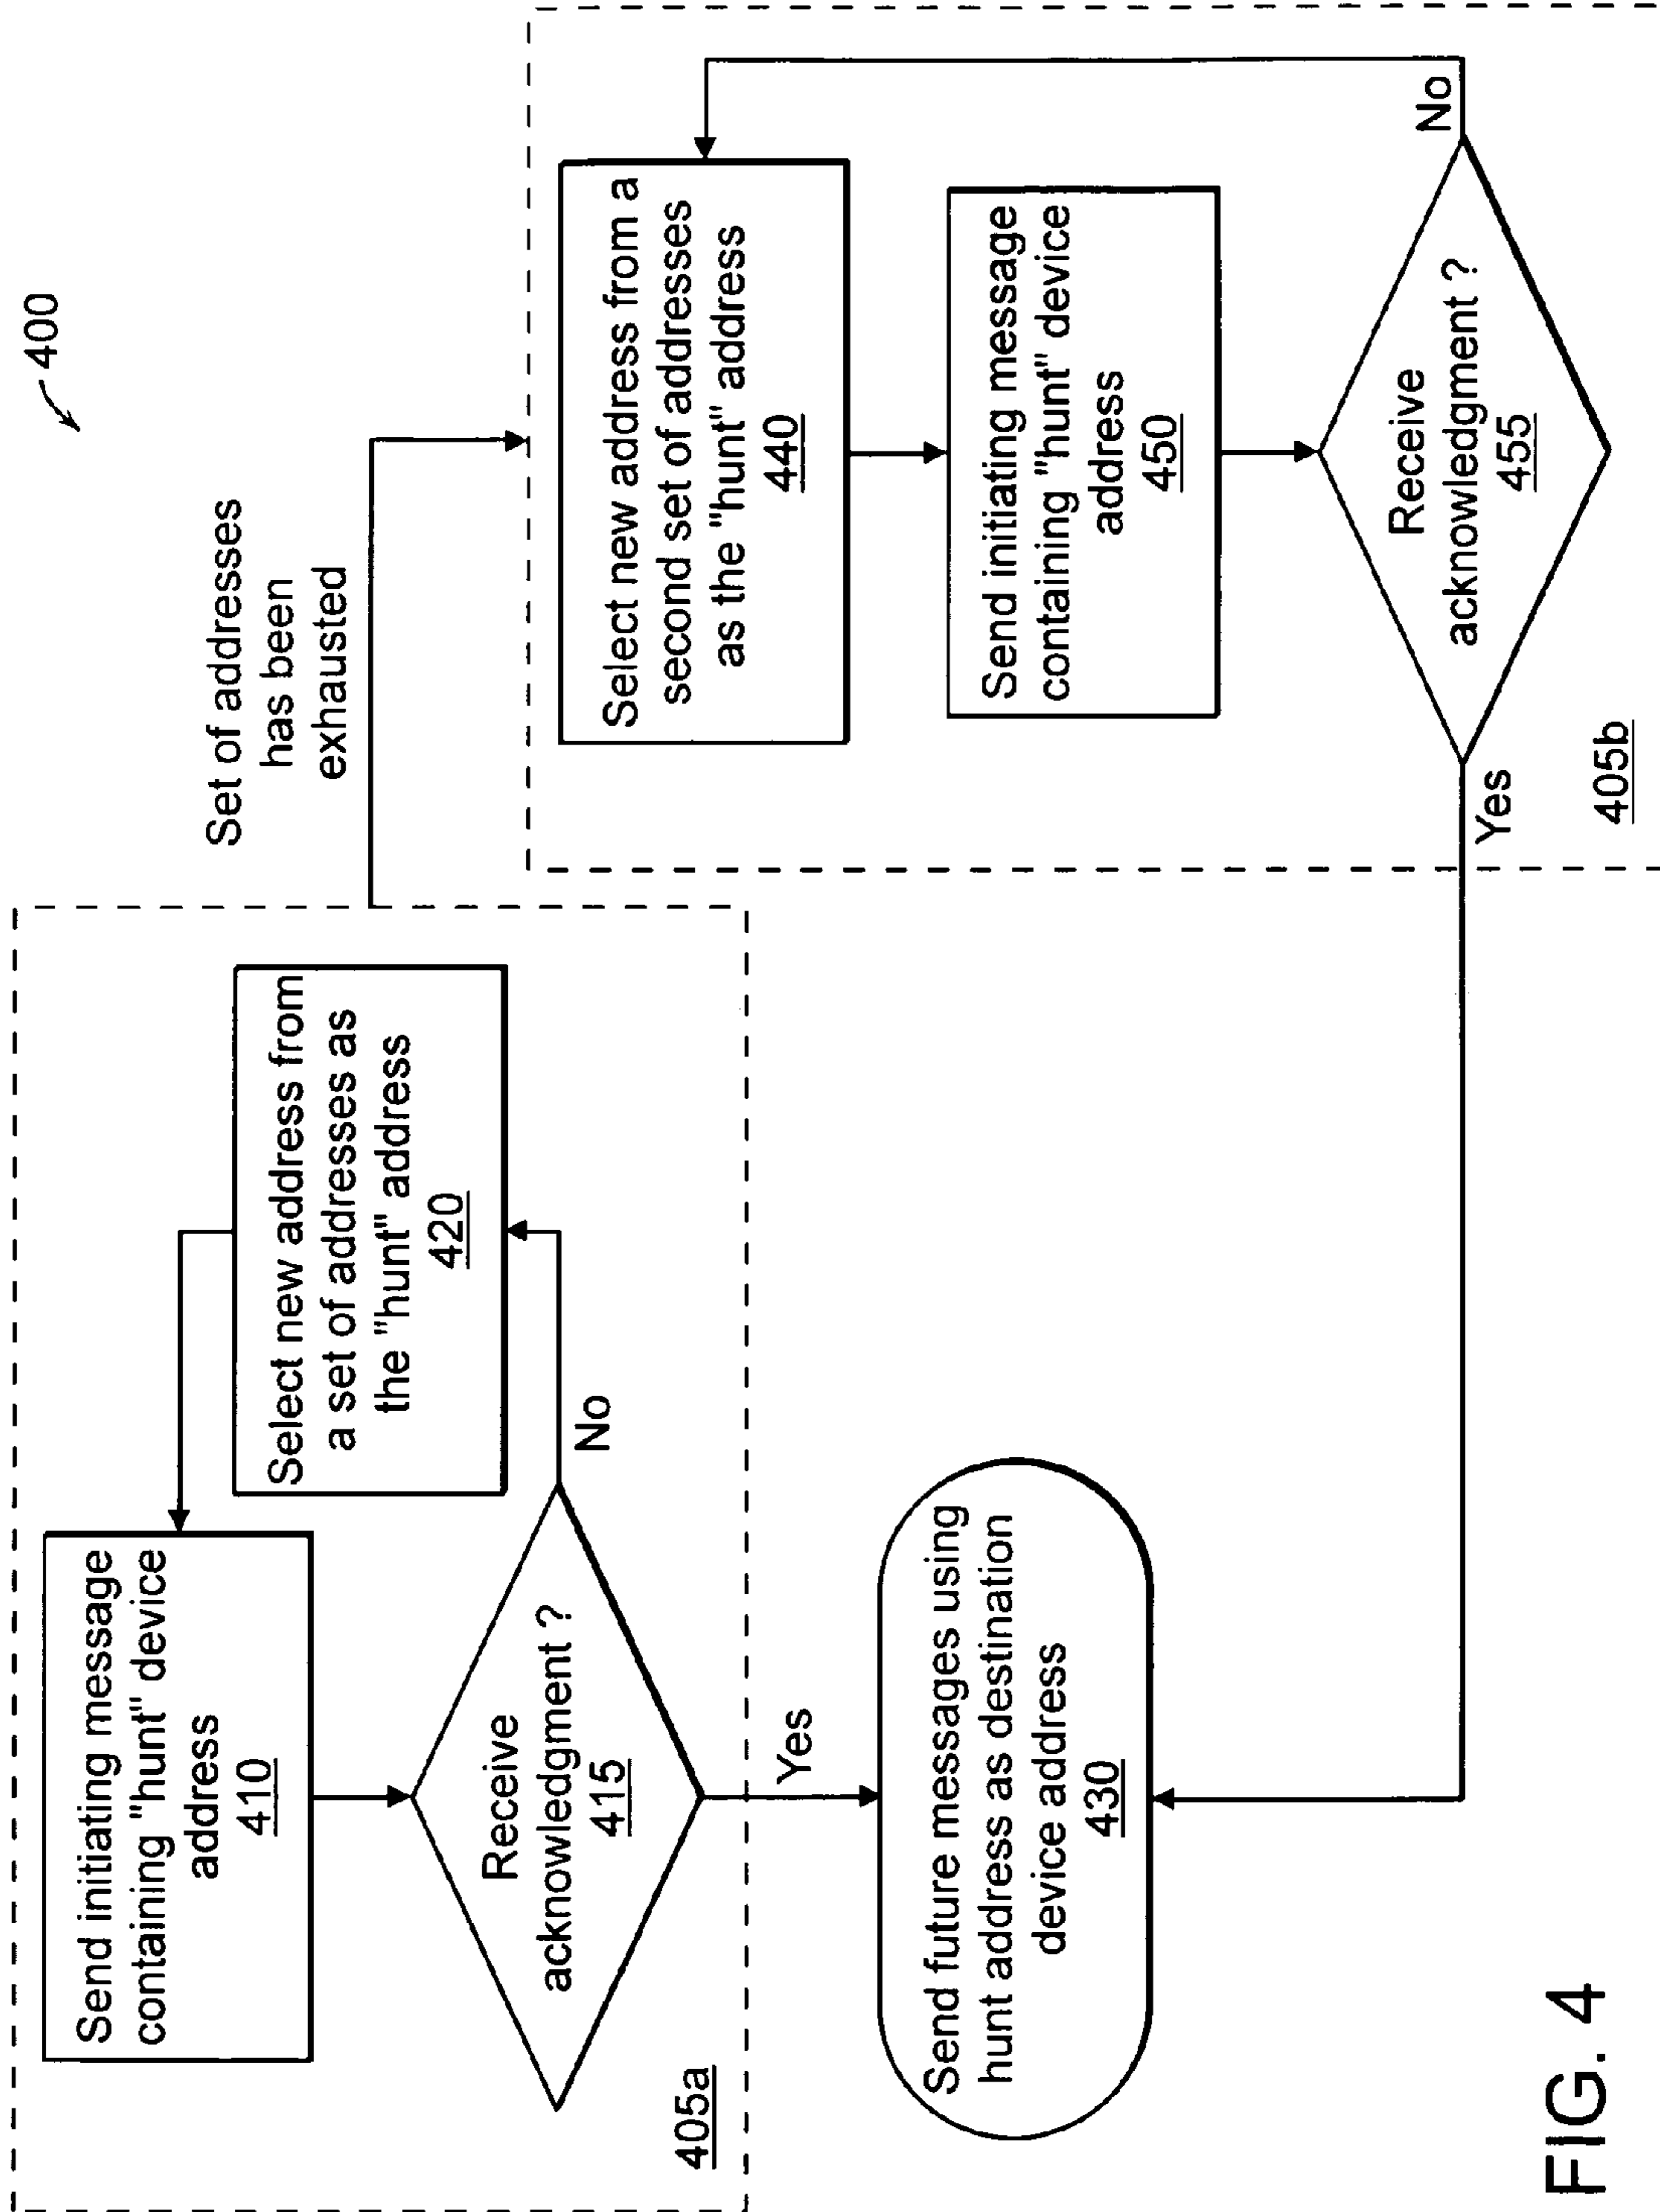 400
Send initiating message
containing "hunt" device
address
410
Select new address from
a set of addresses as
the "hunt" address
420
Receive
acknowledgment ?
415
No
Yes
405a
Set of addresses
has been
exhausted
Select new address from a
second set of addresses
as the "hunt" address
440
Send initiating message
containing "hunt" device
address
450
Receive
acknowledgment ?
455
No
Yes
405b
Send future messages using
hunt address as destination
device address
430
FIG. 4